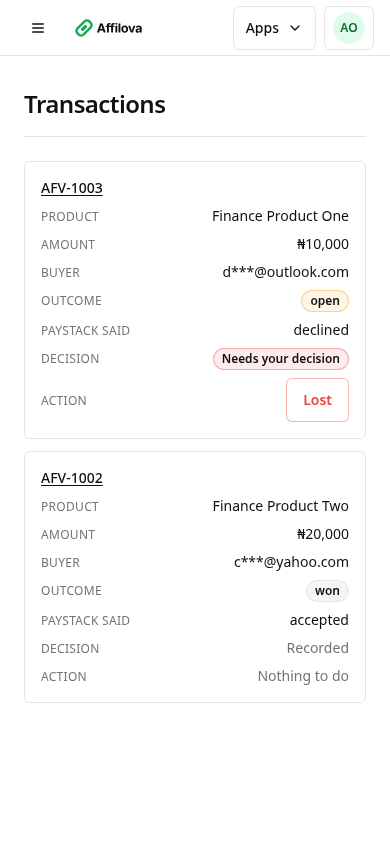 Affilova
Apps
AO
Transactions
AFV-1003
PRODUCT Finance Product One
AMOUNT ₦10,000
BUYER d***@outlook.com
OUTCOME open
PAYSTACK SAID declined
DECISION Needs your decision
ACTION Lost
AFV-1002
PRODUCT Finance Product Two
AMOUNT ₦20,000
BUYER c***@yahoo.com
OUTCOME won
PAYSTACK SAID accepted
DECISION Recorded
ACTION Nothing to do